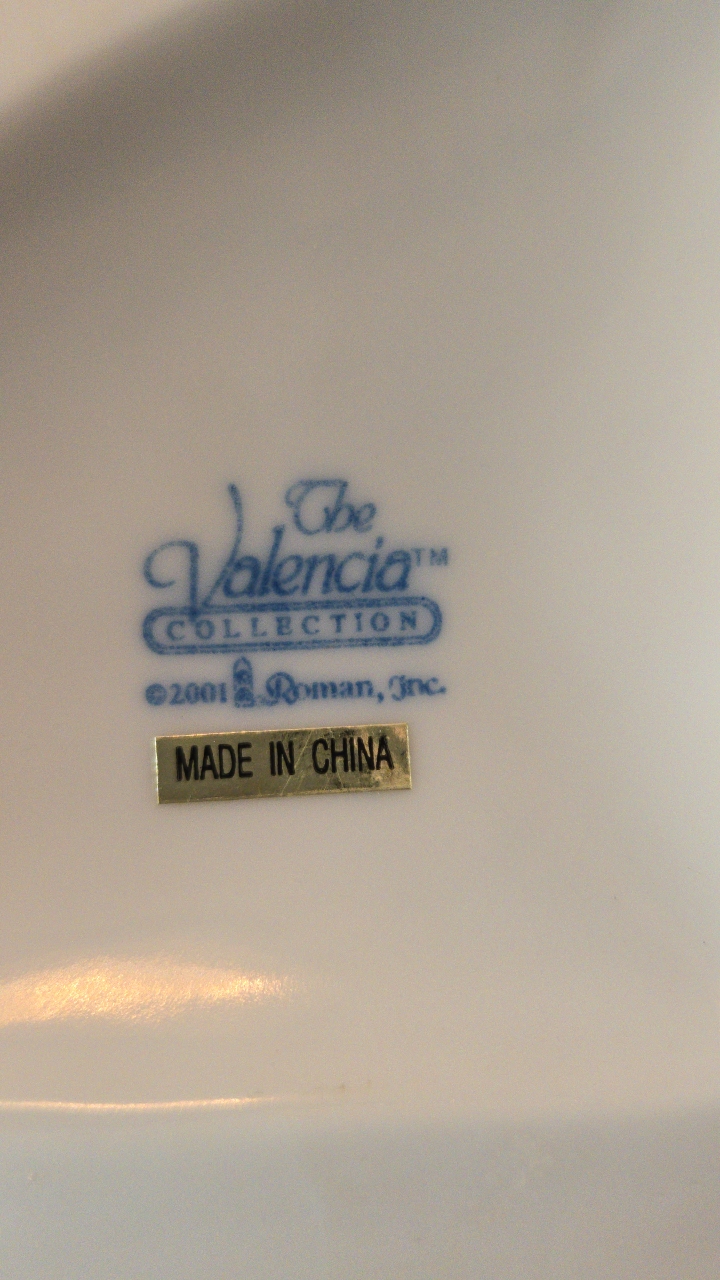 The
Valencia™
COLLECTION
©2001 Roman, Inc.
MADE IN CHINA